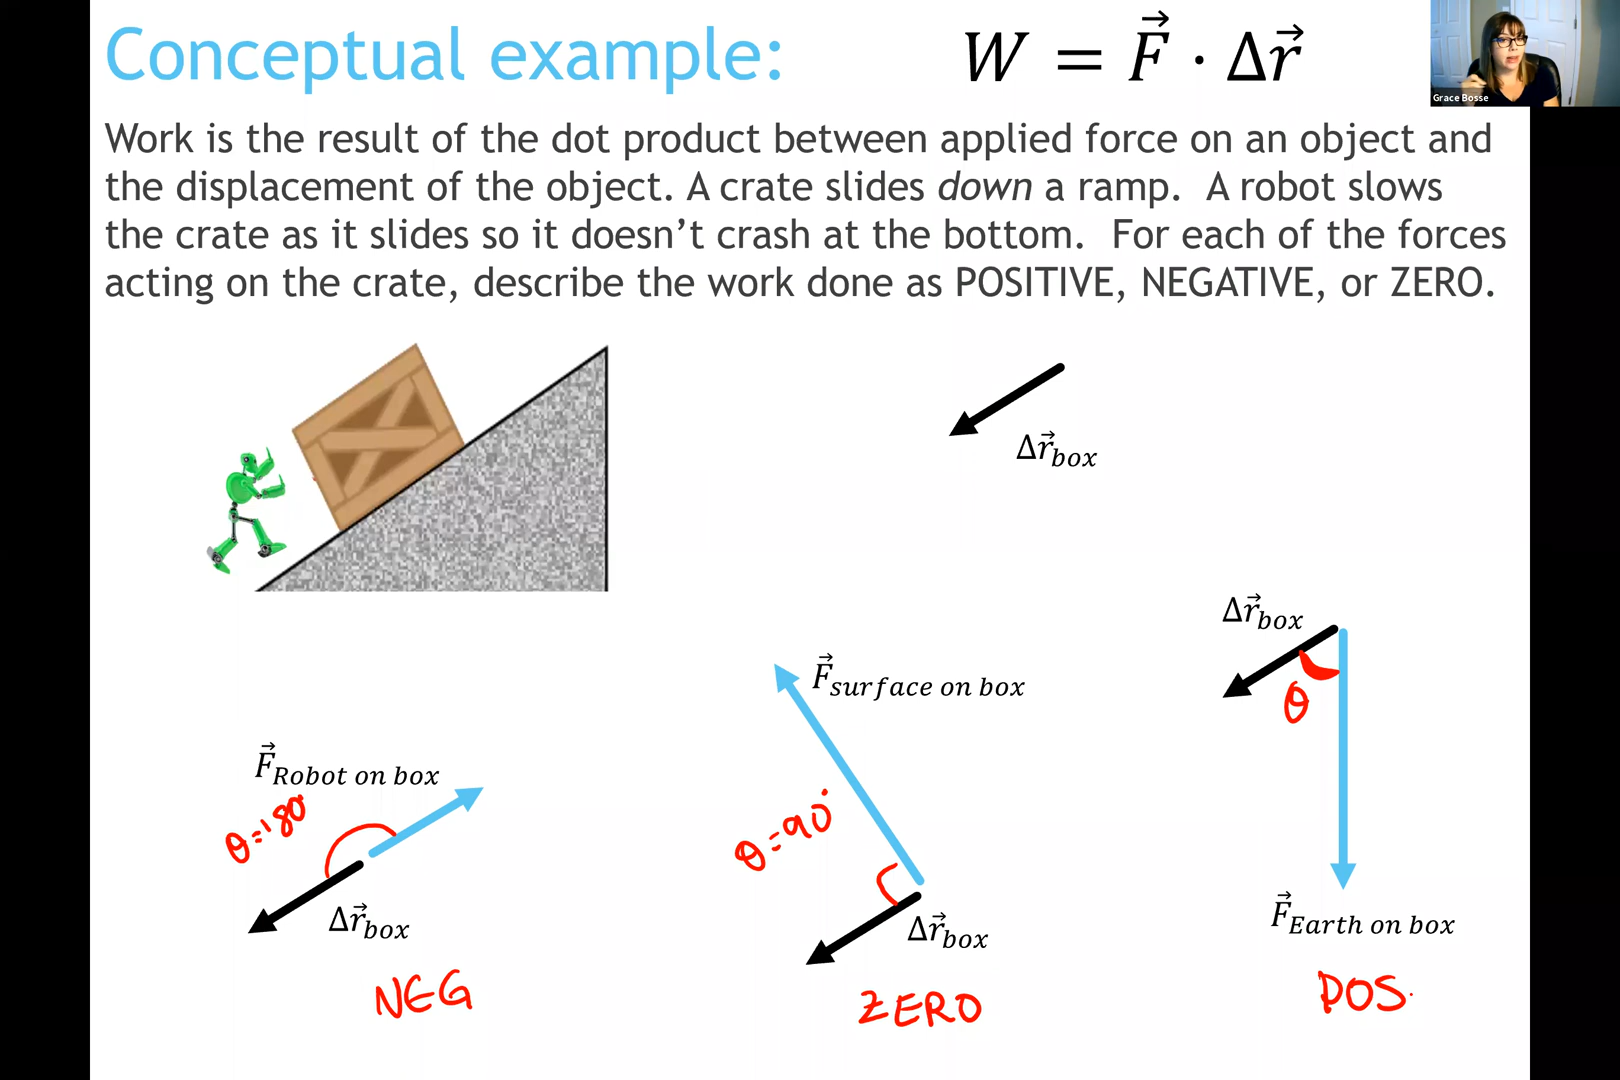 Conceptual example:
W = F⃗ · Δr⃗
Grace Bosse
Work is the result of the dot product between applied force on an object and
the displacement of the object. A crate slides down a ramp.  A robot slows
the crate as it slides so it doesn’t crash at the bottom.  For each of the forces
acting on the crate, describe the work done as POSITIVE, NEGATIVE, or ZERO.
Δr⃗box
F⃗Robot on box
θ=180°
Δr⃗box
NEG
F⃗surface on box
θ=90°
Δr⃗box
ZERO
Δr⃗box
θ
F⃗Earth on box
POS.